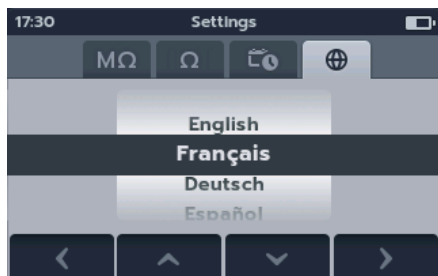 17:30 Settings
MΩ Ω
English
Français
Deutsch
Español